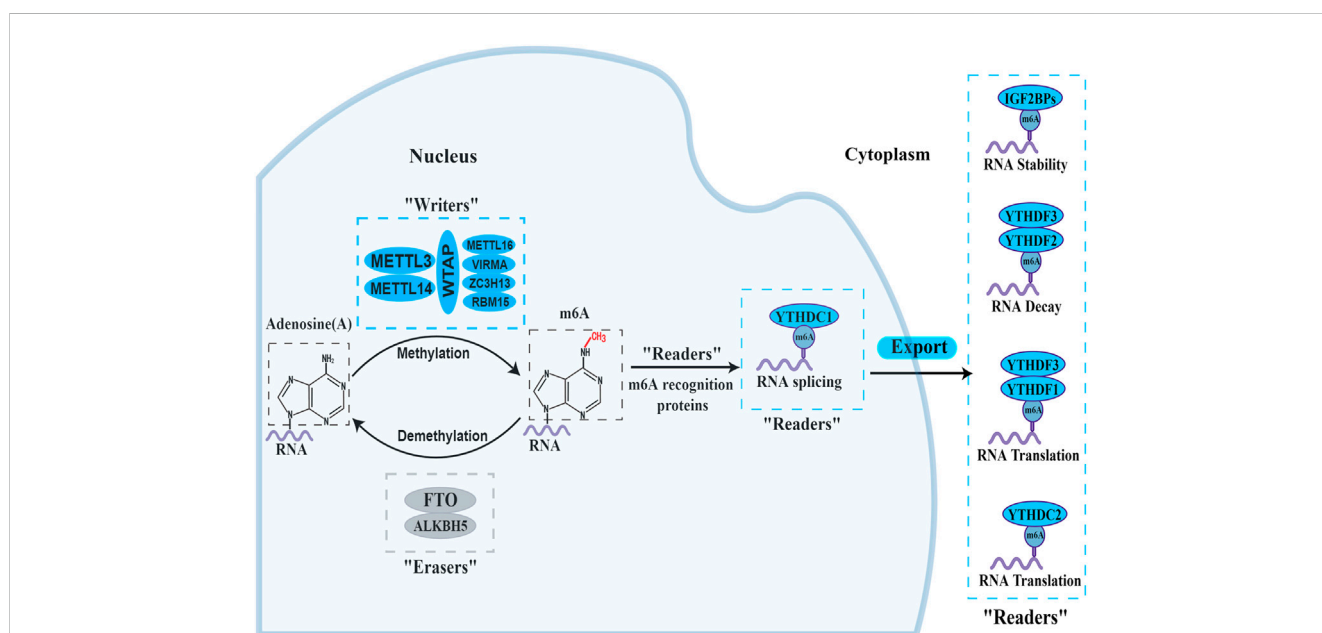 Nucleus
"Writers"
METTL3
METTL14
WTAP
METTL16
VIRMA
ZC3H13
RBM15
Adenosine(A)
NH₂
N
N
N
N
RNA
Methylation
Demethylation
m6A
CH₃
NH
N
N
N
N
RNA
FTO
ALKBH5
"Erasers"
"Readers"
m6A recognition
proteins
YTHDC1
m6A
RNA splicing
"Readers"
Export
Cytoplasm
IGF2BPs
m6A
RNA Stability
YTHDF3
YTHDF2
m6A
RNA Decay
YTHDF3
YTHDF1
m6A
RNA Translation
YTHDC2
m6A
RNA Translation
"Readers"